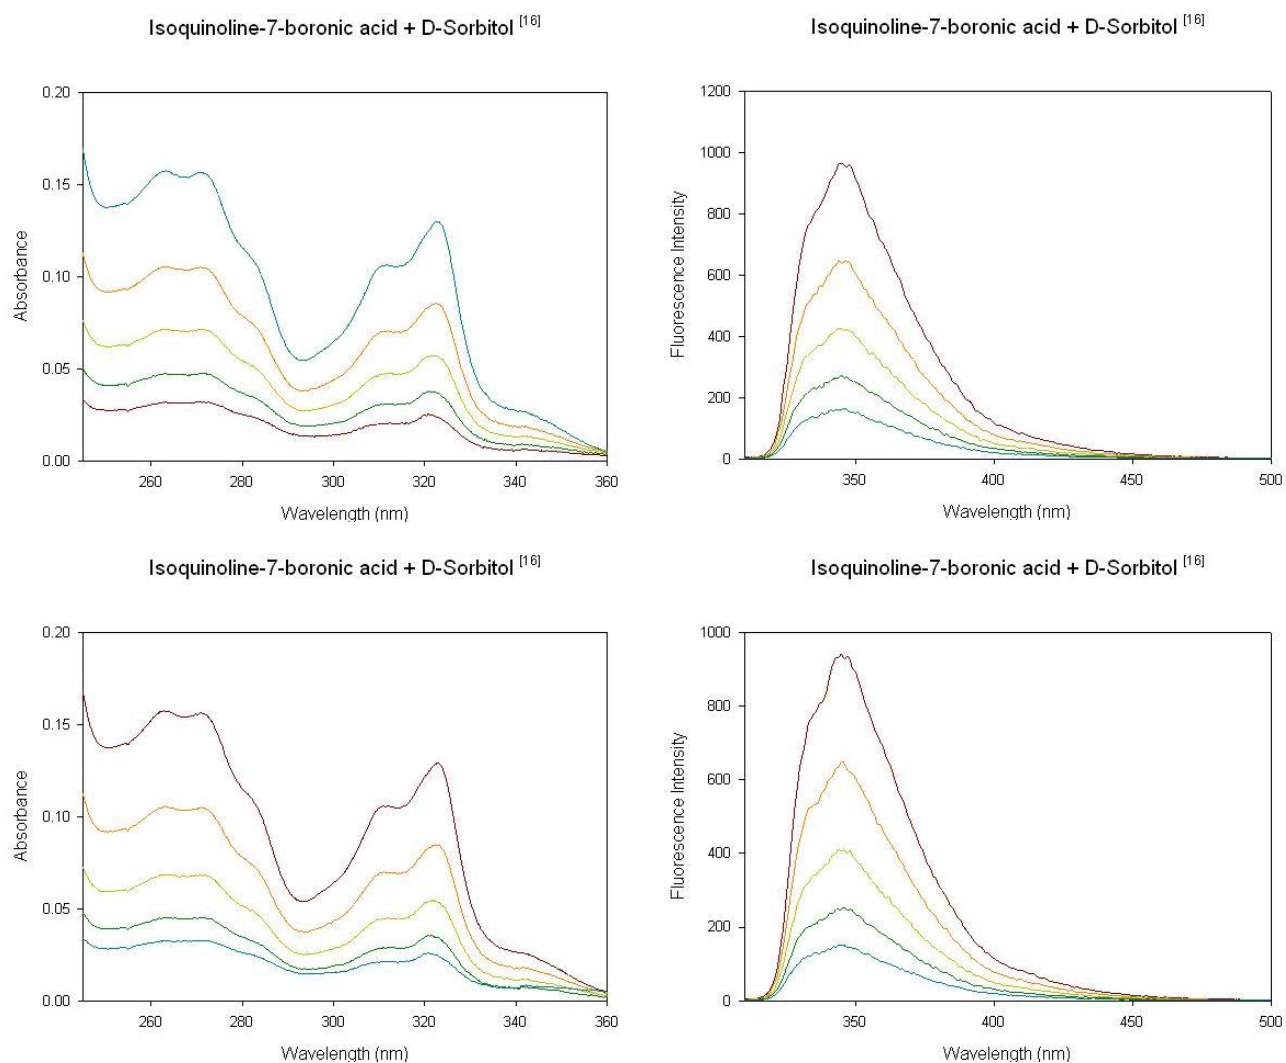 Isoquinoline-7-boronic acid + D-Sorbitol [16]
0.20
0.15
0.10
0.05
0.00
Absorbance
260 280 300 320 340 360
Wavelength (nm)
Isoquinoline-7-boronic acid + D-Sorbitol [16]
1200
1000
800
600
400
200
0
Fluorescence Intensity
350 400 450 500
Wavelength (nm)
Isoquinoline-7-boronic acid + D-Sorbitol [16]
0.20
0.15
0.10
0.05
0.00
Absorbance
260 280 300 320 340 360
Wavelength (nm)
Isoquinoline-7-boronic acid + D-Sorbitol [16]
1000
800
600
400
200
0
Fluorescence Intensity
350 400 450 500
Wavelength (nm)